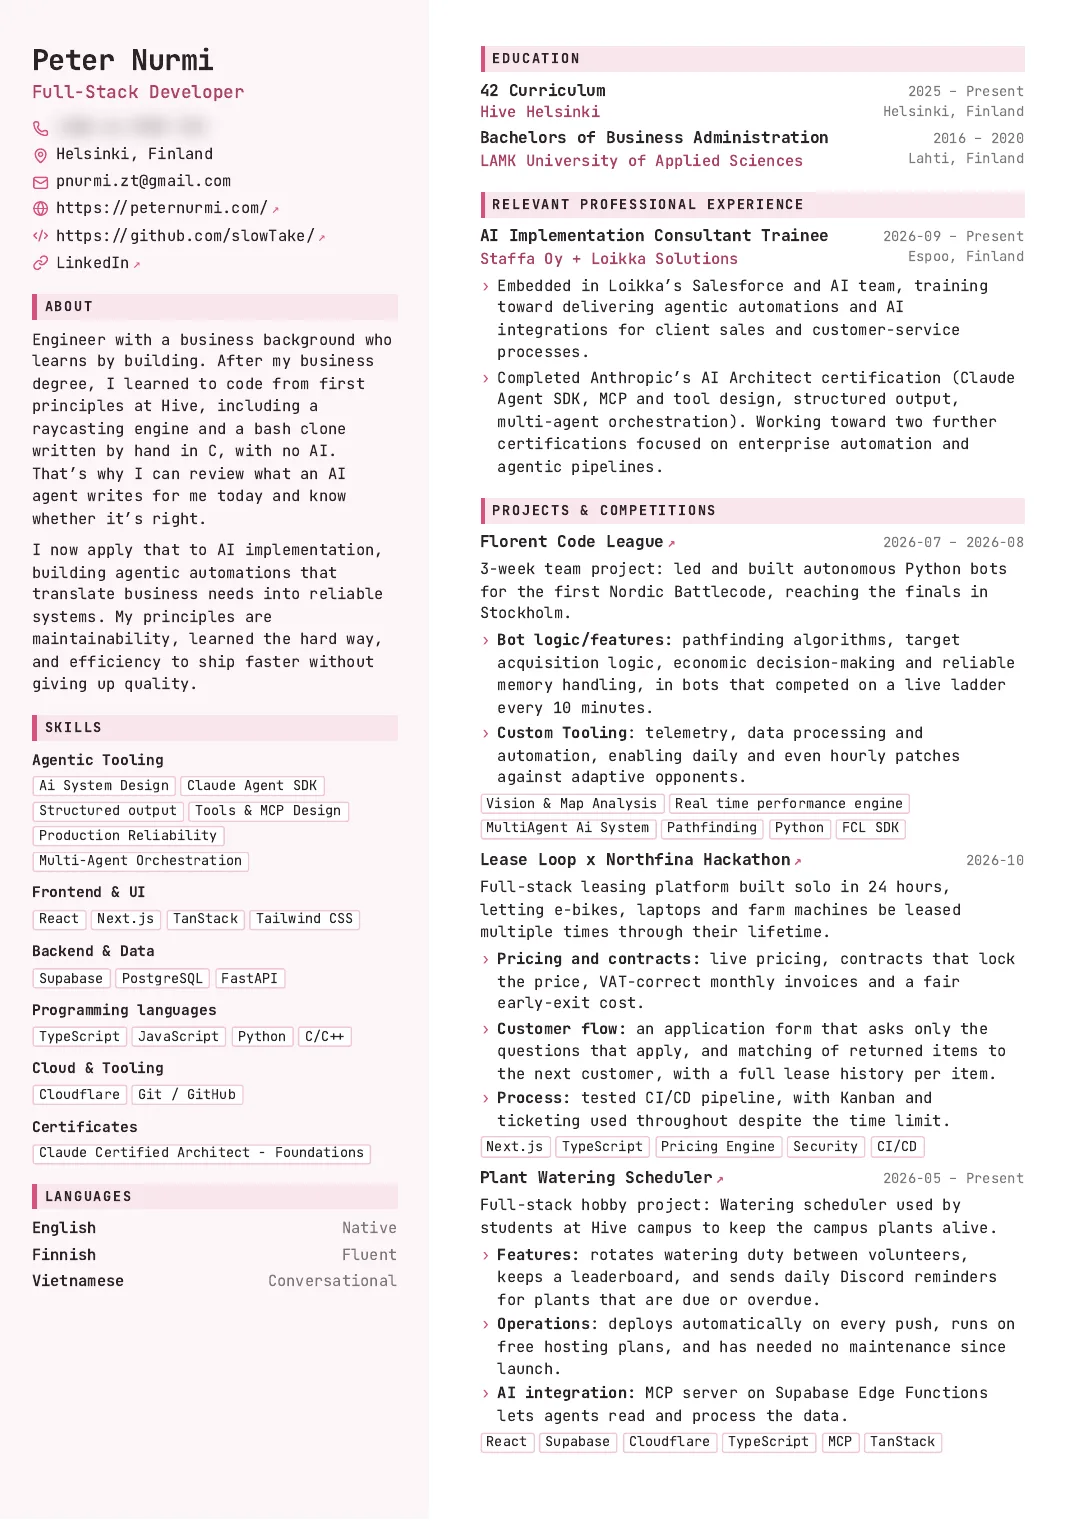 Peter Nurmi
Full-Stack Developer
Helsinki, Finland
pnurmi.zt@gmail.com
https://peternurmi.com/↗
https://github.com/slowTake/↗
LinkedIn↗
ABOUT
Engineer with a business background who
learns by building. After my business
degree, I learned to code from first
principles at Hive, including a
raycasting engine and a bash clone
written by hand in C, with no AI.
That's why I can review what an AI
agent writes for me today and know
whether it's right.
I now apply that to AI implementation,
building agentic automations that
translate business needs into reliable
systems. My principles are
maintainability, learned the hard way,
and efficiency to ship faster without
giving up quality.
SKILLS
Agentic Tooling
Ai System Design Claude Agent SDK
Structured output Tools & MCP Design
Production Reliability
Multi-Agent Orchestration
Frontend & UI
React Next.js TanStack Tailwind CSS
Backend & Data
Supabase PostgreSQL FastAPI
Programming languages
TypeScript JavaScript Python C/C++
Cloud & Tooling
Cloudflare Git / GitHub
Certificates
Claude Certified Architect - Foundations
LANGUAGES
English Native
Finnish Fluent
Vietnamese Conversational
EDUCATION
42 Curriculum 2025 – Present
Hive Helsinki Helsinki, Finland
Bachelors of Business Administration 2016 – 2020
LAMK University of Applied Sciences Lahti, Finland
RELEVANT PROFESSIONAL EXPERIENCE
AI Implementation Consultant Trainee 2026-09 – Present
Staffa Oy + Loikka Solutions Espoo, Finland
› Embedded in Loikka's Salesforce and AI team, training
toward delivering agentic automations and AI
integrations for client sales and customer-service
processes.
› Completed Anthropic's AI Architect certification (Claude
Agent SDK, MCP and tool design, structured output,
multi-agent orchestration). Working toward two further
certifications focused on enterprise automation and
agentic pipelines.
PROJECTS & COMPETITIONS
Florent Code League↗ 2026-07 – 2026-08
3-week team project: led and built autonomous Python bots
for the first Nordic Battlecode, reaching the finals in
Stockholm.
› Bot logic/features: pathfinding algorithms, target
acquisition logic, economic decision-making and reliable
memory handling, in bots that competed on a live ladder
every 10 minutes.
› Custom Tooling: telemetry, data processing and
automation, enabling daily and even hourly patches
against adaptive opponents.
Vision & Map Analysis Real time performance engine
MultiAgent Ai System Pathfinding Python FCL SDK
Lease Loop x Northfina Hackathon↗ 2026-10
Full-stack leasing platform built solo in 24 hours,
letting e-bikes, laptops and farm machines be leased
multiple times through their lifetime.
› Pricing and contracts: live pricing, contracts that lock
the price, VAT-correct monthly invoices and a fair
early-exit cost.
› Customer flow: an application form that asks only the
questions that apply, and matching of returned items to
the next customer, with a full lease history per item.
› Process: tested CI/CD pipeline, with Kanban and
ticketing used throughout despite the time limit.
Next.js TypeScript Pricing Engine Security CI/CD
Plant Watering Scheduler↗ 2026-05 – Present
Full-stack hobby project: Watering scheduler used by
students at Hive campus to keep the campus plants alive.
› Features: rotates watering duty between volunteers,
keeps a leaderboard, and sends daily Discord reminders
for plants that are due or overdue.
› Operations: deploys automatically on every push, runs on
free hosting plans, and has needed no maintenance since
launch.
› AI integration: MCP server on Supabase Edge Functions
lets agents read and process the data.
React Supabase Cloudflare TypeScript MCP TanStack